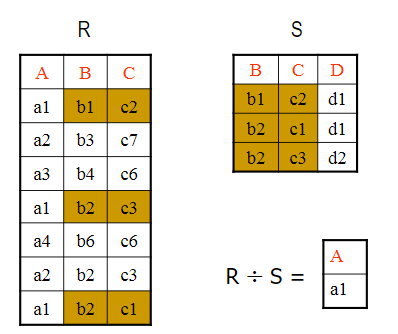 R
A B C
a1 b1 c2
a2 b3 c7
a3 b4 c6
a1 b2 c3
a4 b6 c6
a2 b2 c3
a1 b2 c1
S
B C D
b1 c2 d1
b2 c1 d1
b2 c3 d2
R ÷ S =
A
a1